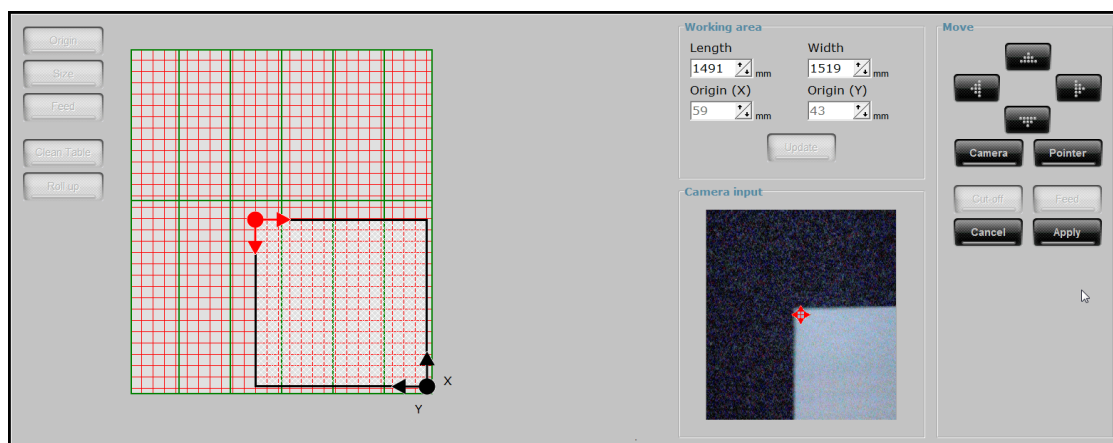 Origin
Size
Feed
Clean Table
Roll up
X
Y
Working area
Length
Width
1491 mm
1519 mm
Origin (X)
Origin (Y)
59 mm
43 mm
Update
Camera input
Move
Camera
Pointer
Cut-off
Feed
Cancel
Apply